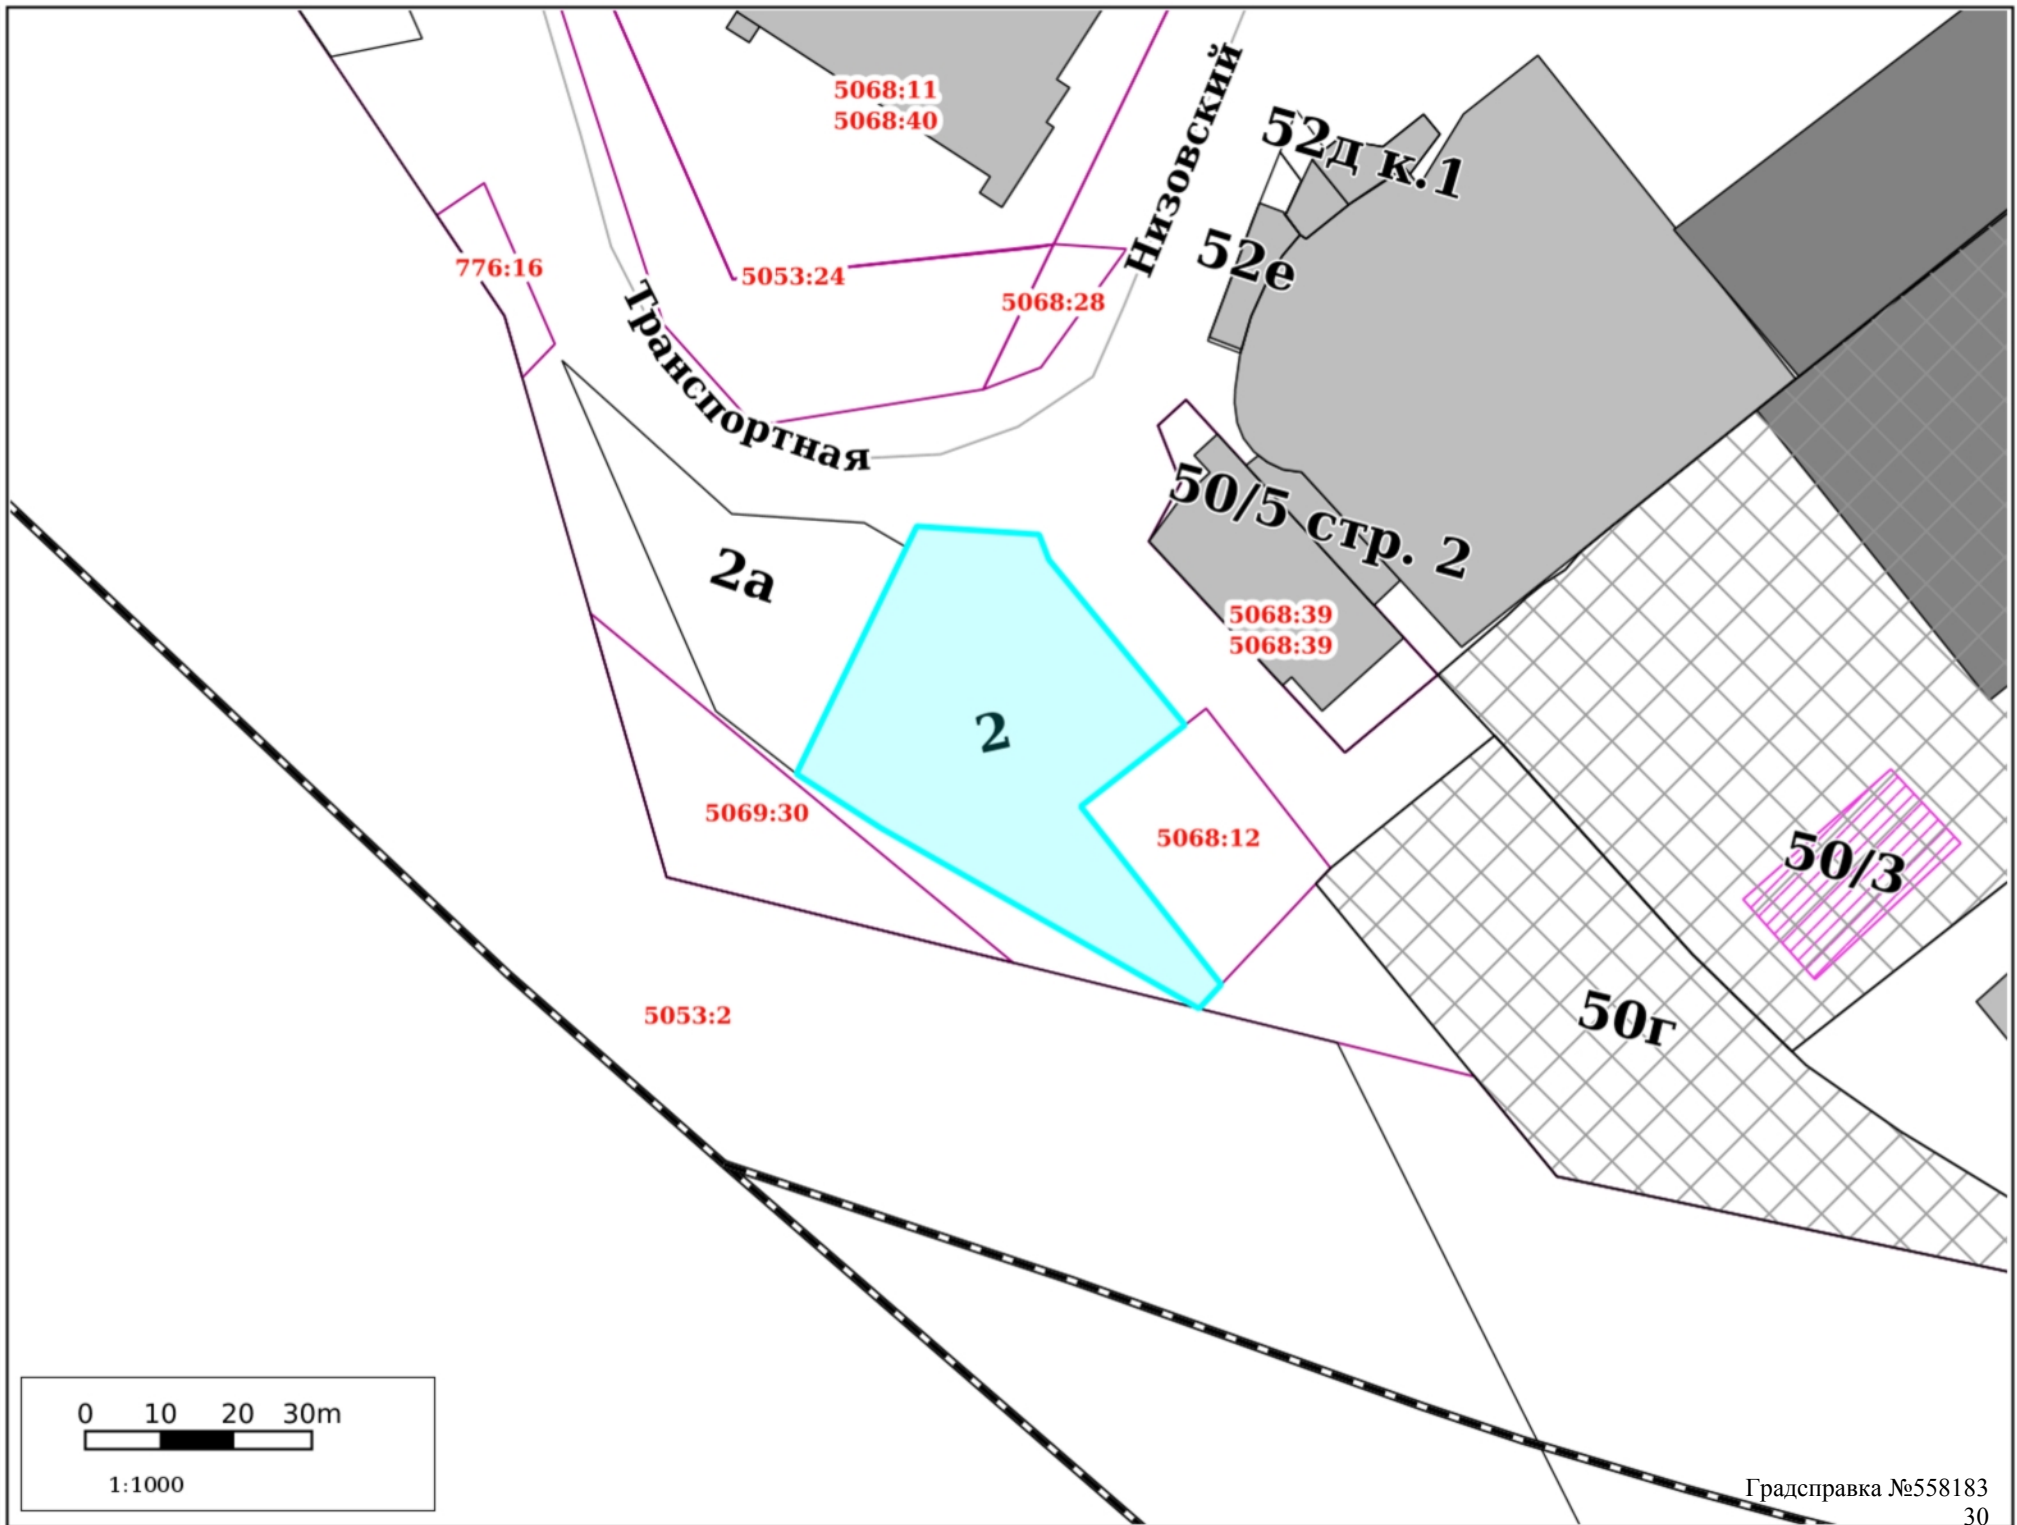 5068:11
5068:40
Низовский
52д к.1
52е
776:16
5053:24
5068:28
Транспортная
50/5 стр. 2
2а
5068:39
5068:39
2
5069:30
5068:12
50/3
5053:2
50г
0 10 20 30m
1:1000
Градсправка №558183
30